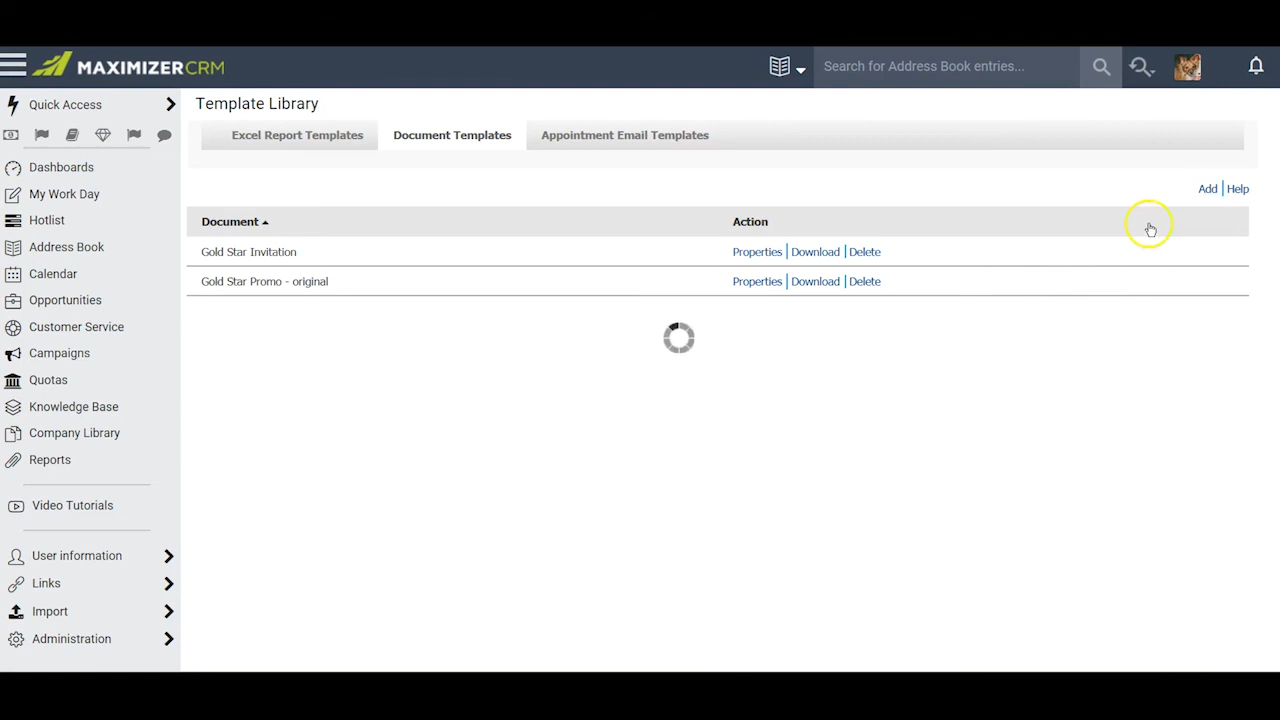 MAXIMIZERCRM
Search for Address Book entries...
Quick Access
Dashboards
My Work Day
Hotlist
Address Book
Calendar
Opportunities
Customer Service
Campaigns
Quotas
Knowledge Base
Company Library
Reports
Video Tutorials
User information
Links
Import
Administration
Template Library
Excel Report Templates Document Templates Appointment Email Templates
Add Help
Document Action
Gold Star Invitation Properties Download Delete
Gold Star Promo - original Properties Download Delete